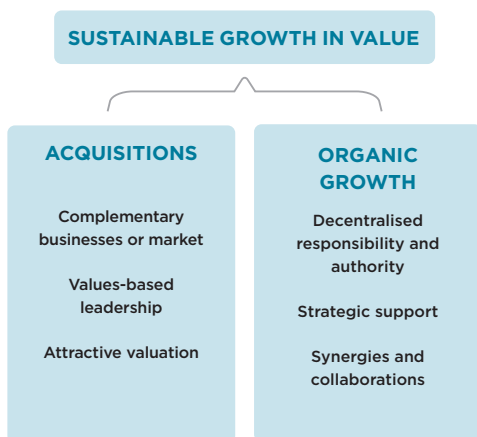 SUSTAINABLE GROWTH IN VALUE
ACQUISITIONS
Complementary
businesses or market
Values-based
leadership
Attractive valuation
ORGANIC
GROWTH
Decentralised
responsibility and
authority
Strategic support
Synergies and
collaborations